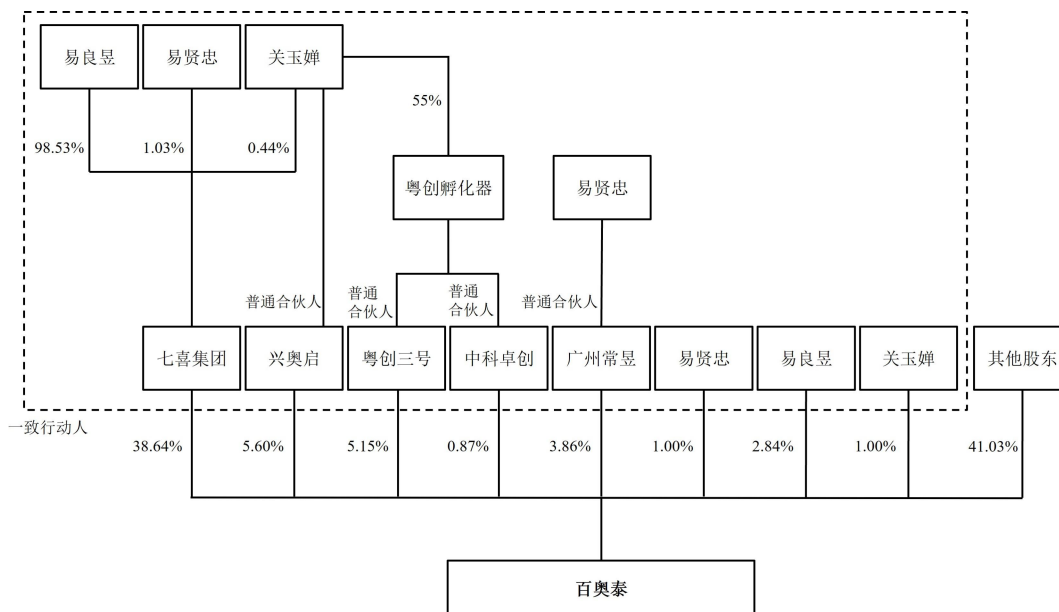 易良昱
易贤忠
关玉婵
55%
98.53%
1.03%
0.44%
粤创孵化器
易贤忠
普通合伙人
普通
合伙人
普通
合伙人
普通合伙人
七喜集团
兴奥启
粤创三号
中科卓创
广州常昱
易贤忠
易良昱
关玉婵
其他股东
一致行动人
38.64%
5.60%
5.15%
0.87%
3.86%
1.00%
2.84%
1.00%
41.03%
百奥泰